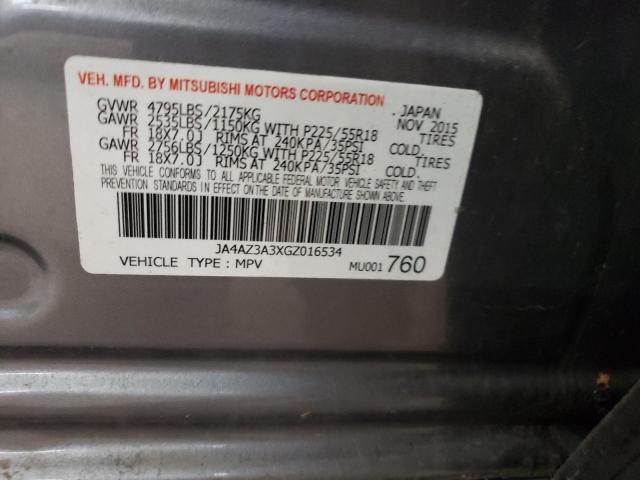 VEH. MFD. BY MITSUBISHI MOTORS CORPORATION
GVWR 4795LBS/2175KG . JAPAN NOV 2015
GAWR 2535LBS/1150KG WITH P225/55R18 TIRES
FR 18X7.0J RIMS AT 240KPA/35PSI COLD.
GAWR 2756LBS/1250KG WITH P225/55R18 TIRES
FR 18X7.0J RIMS AT 240KPA/35PSI COLD.
THIS VEHICLE CONFORMS TO ALL APPLICABLE FEDERAL MOTOR VEHICLE SAFETY AND THEFT
PREVENTION STANDARDS IN EFFECT ON THE DATE OF MANUFACTURE SHOWN ABOVE.
JA4AZ3A3XGZ016534
VEHICLE TYPE : MPV MU001 760